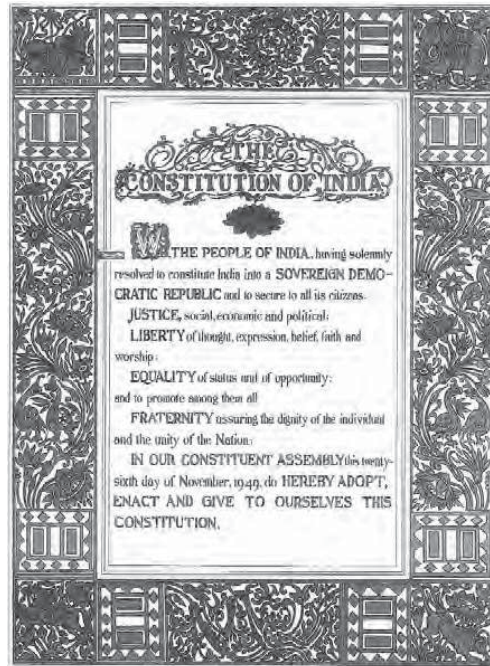 THE
CONSTITUTION OF INDIA
WE, THE PEOPLE OF INDIA, having solemnly
resolved to constitute India into a SOVEREIGN DEMO-
CRATIC REPUBLIC and to secure to all its citizens:
JUSTICE, social, economic and political;
LIBERTY of thought, expression, belief, faith and
worship;
EQUALITY of status and of opportunity;
and to promote among them all
FRATERNITY assuring the dignity of the individual
and the unity of the Nation;
IN OUR CONSTITUENT ASSEMBLY this twenty-
sixth day of November, 1949, do HEREBY ADOPT,
ENACT AND GIVE TO OURSELVES THIS
CONSTITUTION.